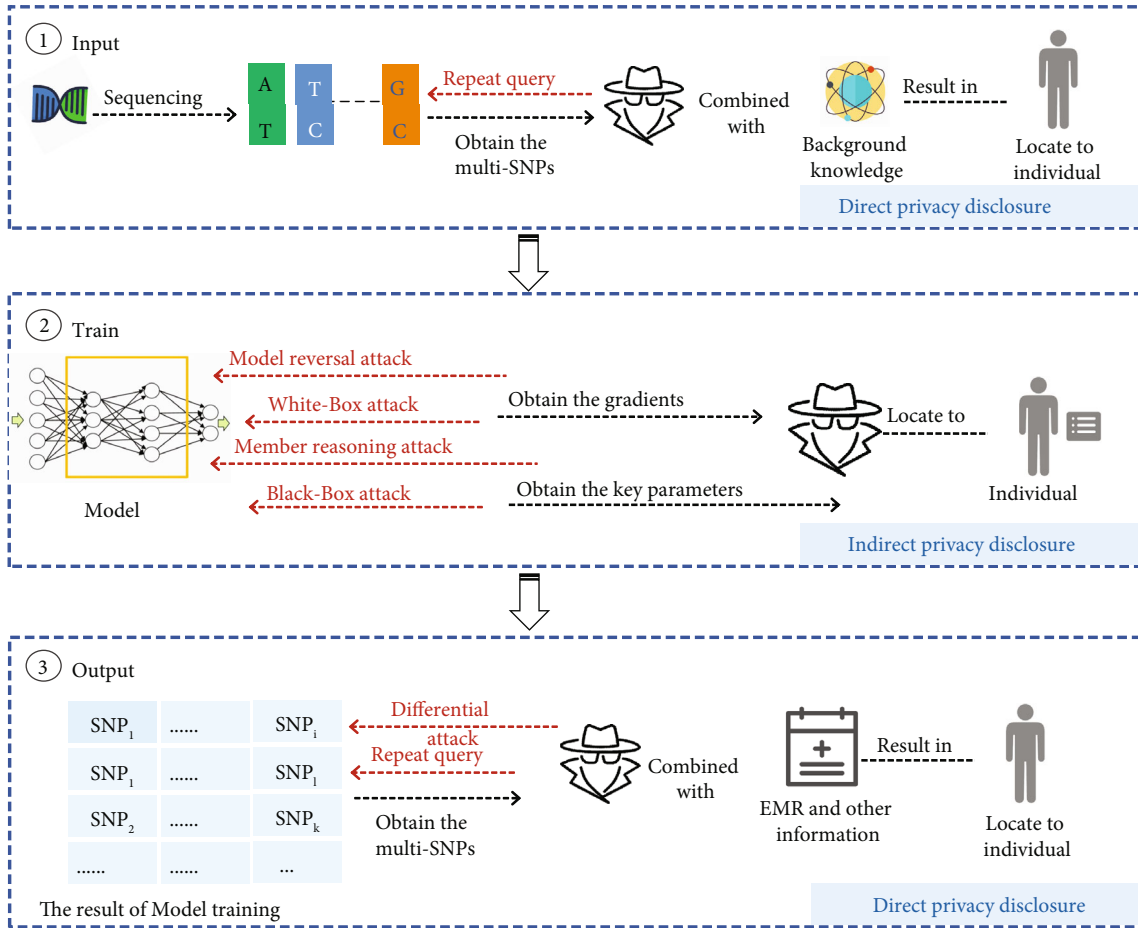 1 Input
Sequencing
A
T
T
C
G
C
Repeat query
Obtain the
multi-SNPs
Combined
with
Background
knowledge
Result in
Locate to
individual
Direct privacy disclosure
2 Train
Model
Model reversal attack
White-Box attack
Member reasoning attack
Black-Box attack
Obtain the gradients
Obtain the key parameters
Locate to
Individual
Indirect privacy disclosure
3 Output
SNP1 ...... SNPi
SNP1 ...... SNPl
SNP2 ...... SNPk
...... ...... ...
The result of Model training
Differential
attack
Repeat query
Obtain the
multi-SNPs
Combined
with
EMR and other
information
Result in
Locate to
individual
Direct privacy disclosure